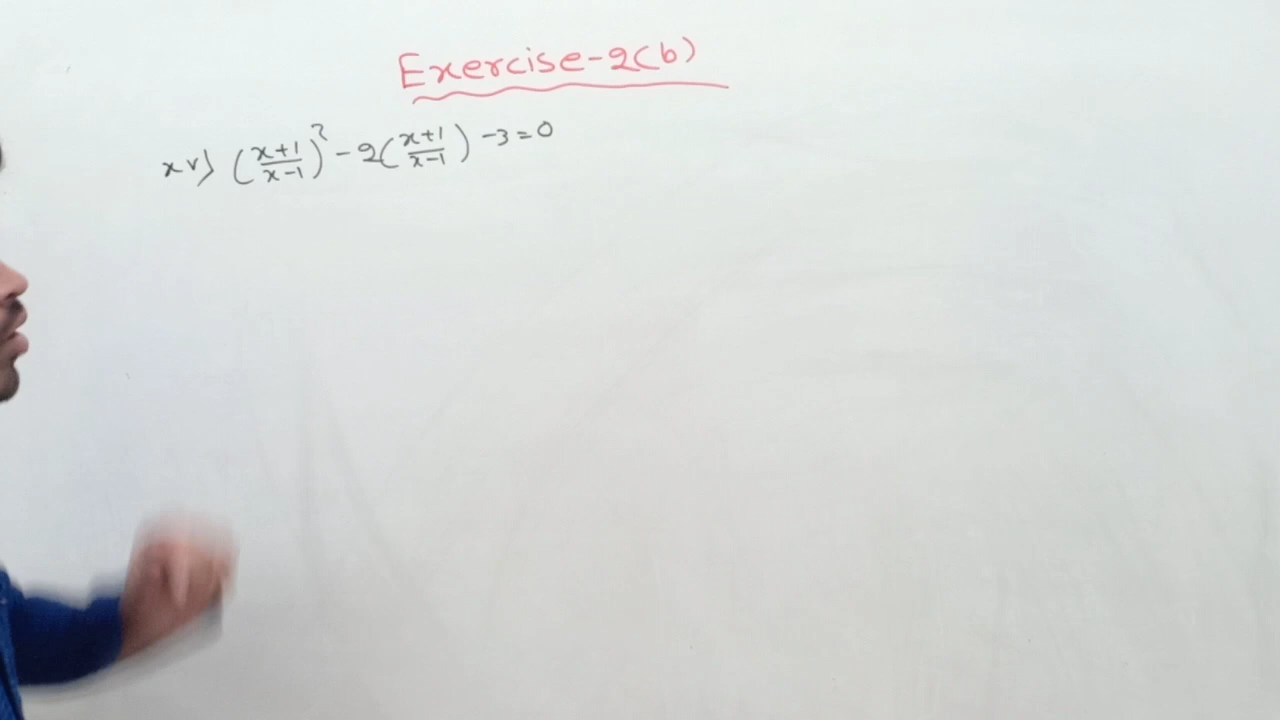 Exercise-2(b)
xv) (x+1/x-1)² - 2(x+1/x-1) -3=0